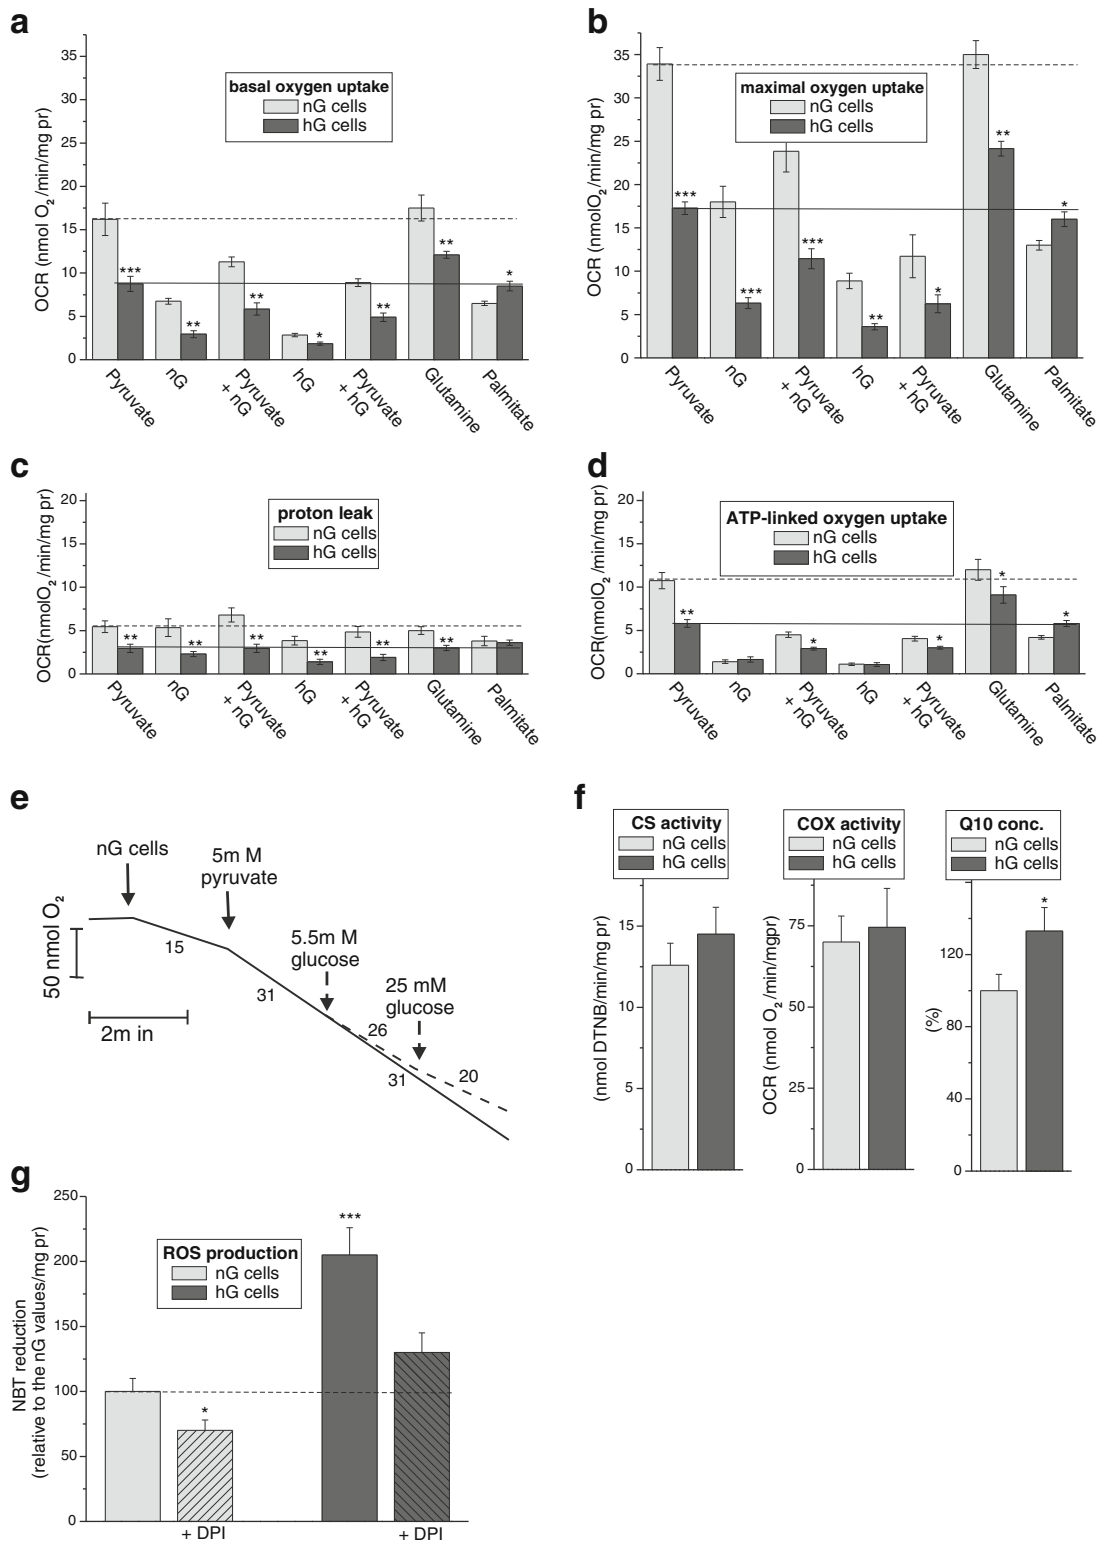 a
basal oxygen uptake
nG cells
hG cells
OCR (nmol O2 /min/mg pr)
35
30
25
20
15
10
5
0
***
**
**
*
**
**
*
Pyruvate
nG
Pyruvate
+ nG
hG
Pyruvate
+ hG
Glutamine
Palmitate
b
maximal oxygen uptake
nG cells
hG cells
OCR (nmolO2/min/mg pr)
35
30
25
20
15
10
5
0
***
***
***
**
*
**
*
Pyruvate
nG
Pyruvate
+ nG
hG
Pyruvate
+ hG
Glutamine
Palmitate
c
proton leak
nG cells
hG cells
OCR(nmolO2/min/mg pr)
20
15
10
5
0
**
**
**
**
**
**
Pyruvate
nG
Pyruvate
+ nG
hG
Pyruvate
+ hG
Glutamine
Palmitate
d
ATP-linked oxygen uptake
nG cells
hG cells
OCR(nmolO2/min/mg pr)
20
15
10
5
0
**
*
*
*
*
Pyruvate
nG
Pyruvate
+ nG
hG
Pyruvate
+ hG
Glutamine
Palmitate
e
nG cells
5m M
pyruvate
5.5m M
glucose
25 mM
glucose
50 nmol O2
2m in
15
31
26
31
20
f
CS activity
nG cells
hG cells
(nmol DTNB/min/mg pr)
15
10
5
0
COX activity
nG cells
hG cells
OCR (nmol O2 /min/mgpr)
75
50
25
0
Q10 conc.
nG cells
hG cells
(%)
120
80
40
0
*
g
ROS production
nG cells
hG cells
NBT reduction
(relative to the nG values/mg pr)
250
200
150
100
50
0
*
***
+ DPI
+ DPI